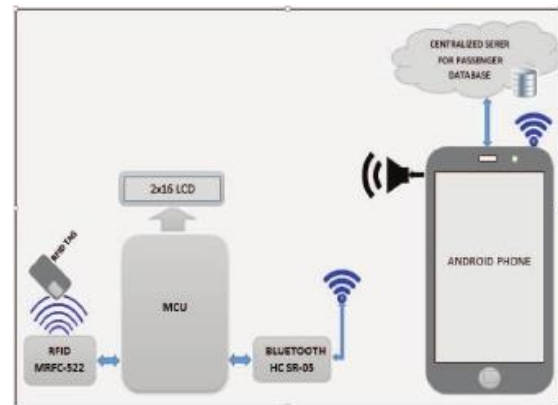 CENTRALIZED SERER
FOR PASSENGER
DATABASE
2x16 LCD
RFID TAG
ANDROID PHONE
MCU
RFID
MRFC-522
BLUETOOTH
HC SR-05